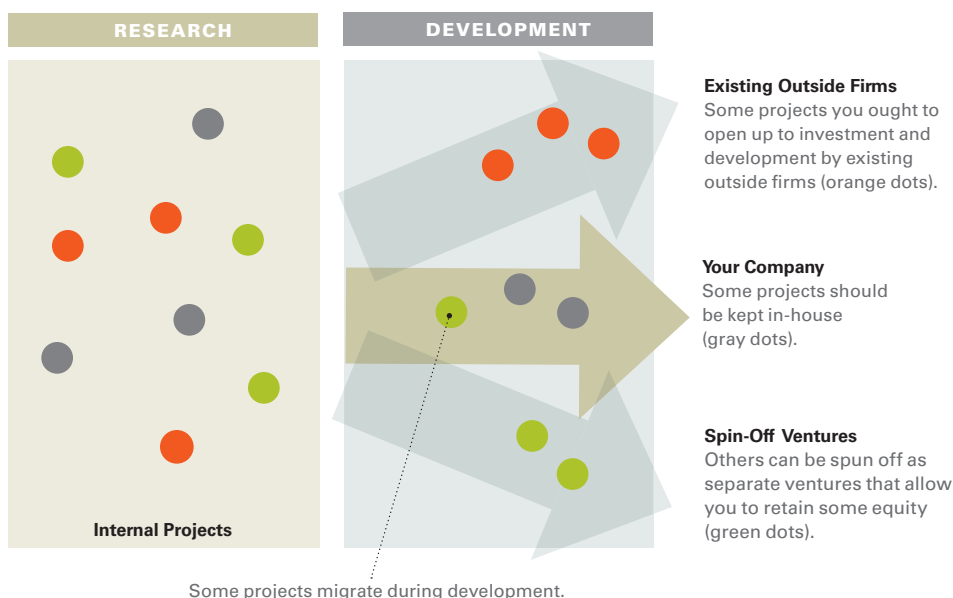 RESEARCH
DEVELOPMENT
Existing Outside Firms
Some projects you ought to
open up to investment and
development by existing
outside firms (orange dots).
Your Company
Some projects should
be kept in-house
(gray dots).
Spin-Off Ventures
Others can be spun off as
separate ventures that allow
you to retain some equity
(green dots).
Internal Projects
Some projects migrate during development.